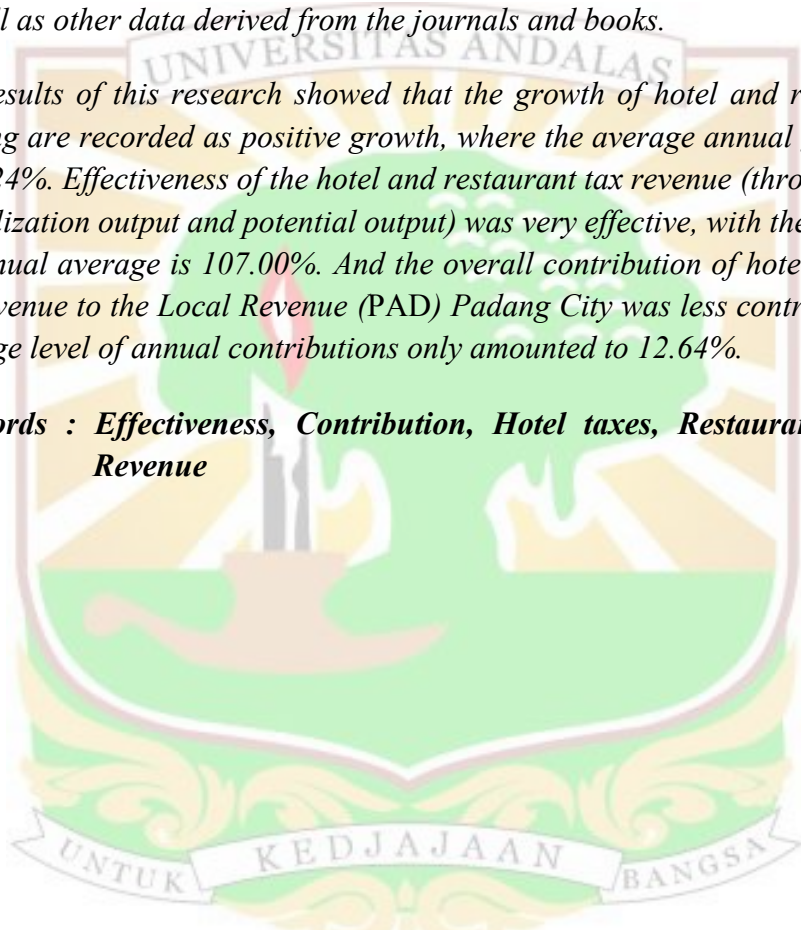 ll as other data derived from the journals and books.
UNIVERSITAS ANDALAS
esults of this research showed that the growth of hotel and r
ng are recorded as positive growth, where the average annual
24%. Effectiveness of the hotel and restaurant tax revenue (thro
lization output and potential output) was very effective, with the
nual average is 107.00%. And the overall contribution of hote
venue to the Local Revenue (PAD) Padang City was less contr
ge level of annual contributions only amounted to 12.64%.
ords : Effectiveness, Contribution, Hotel taxes, Restaura
Revenue
UNTUK KEDJAJAAN BANGSA